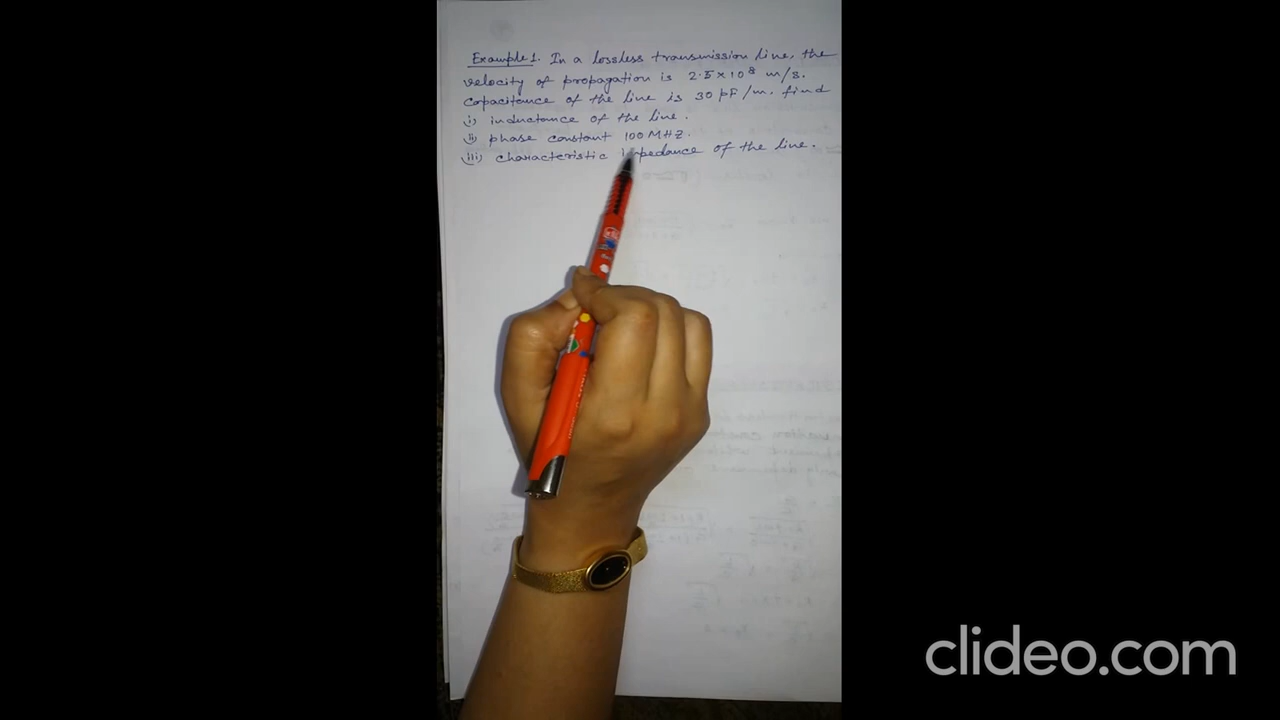 Example 1. In a lossless transmission line, the
velocity of propagation is 2.5×10⁸ m/s.
Capacitance of the line is 30 pF/m. find
i) inductance of the line.
ii) phase constant 100 MHZ.
iii) characteristic impedance of the line.
clideo.com